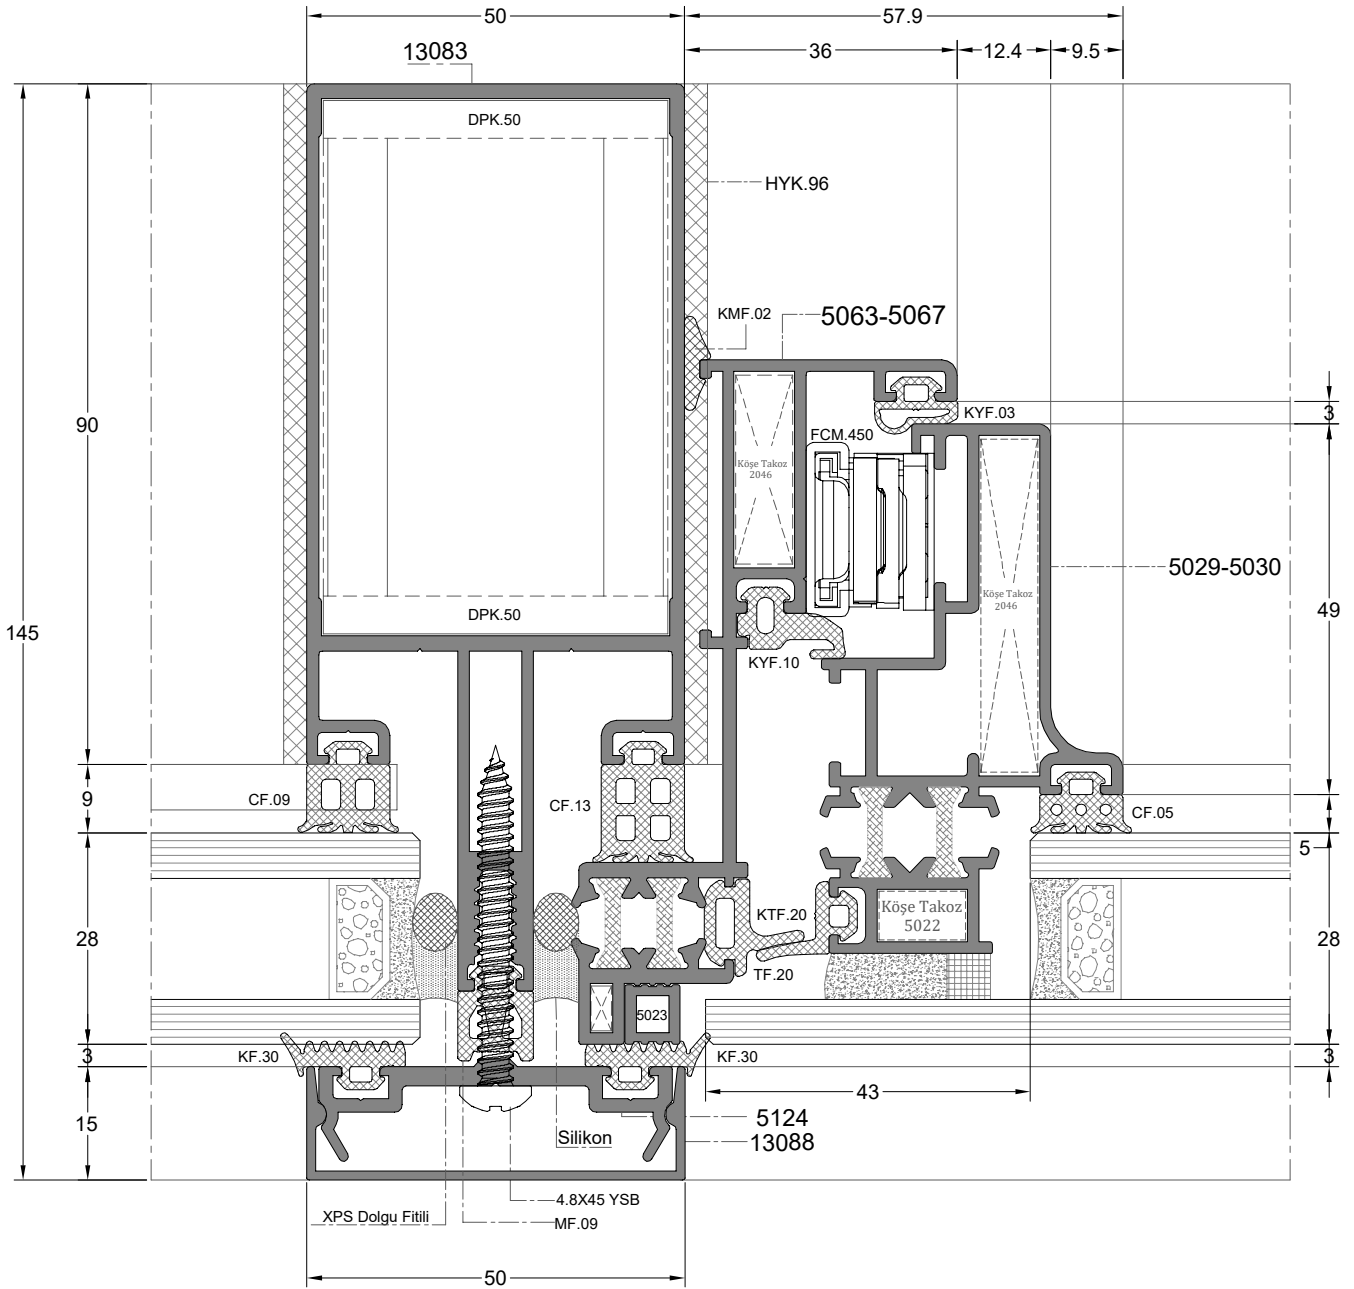 50
57.9
36
12.4
9.5
13083
DPK.50
HYK.96
KMF.02
5063-5067
KYF.03
3
90
FCM.450
Köşe Takoz
2046
5029-5030
Köşe Takoz
2046
49
145
DPK.50
KYF.10
9
CF.09
CF.13
CF.05
5
28
KTF.20
Köşe Takoz
5022
28
TF.20
5023
3
KF.30
KF.30
3
43
15
5124
Silikon
13088
4.8X45 YSB
XPS Dolgu Fitili
MF.09
50